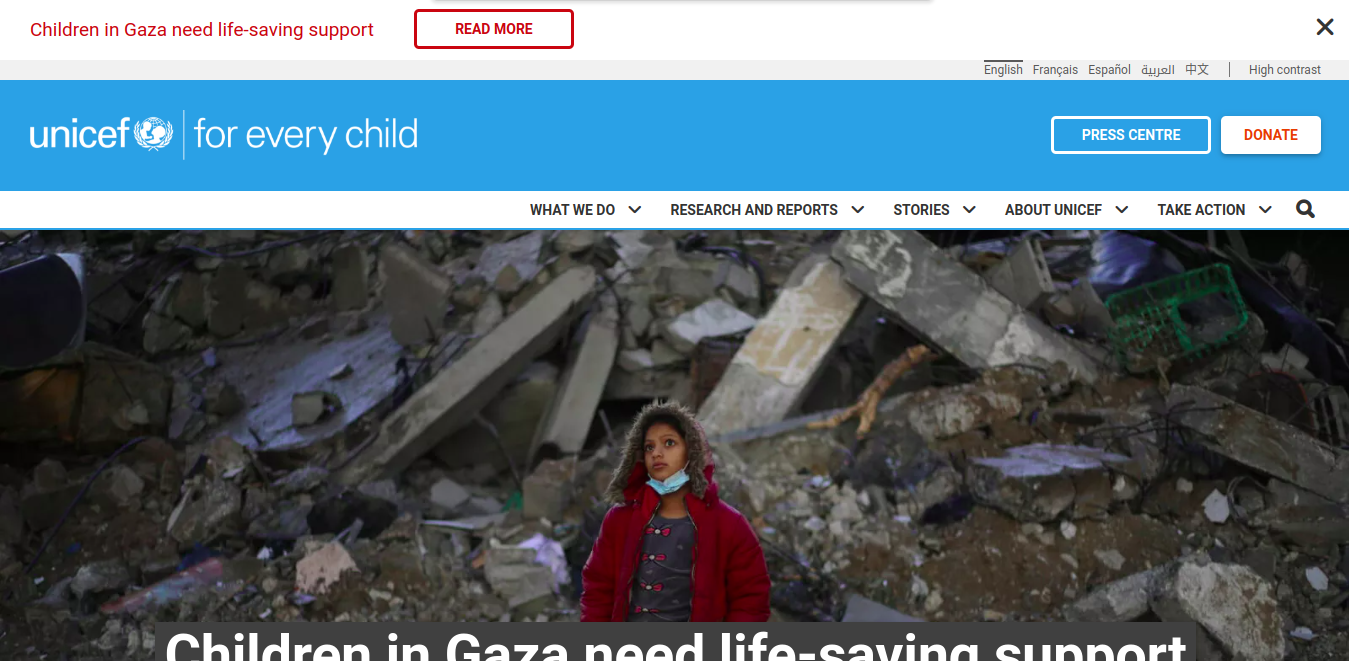 Children in Gaza need life-saving support
READ MORE
English Français Español العربية 中文 High contrast
unicef for every child
PRESS CENTRE
DONATE
WHAT WE DO
RESEARCH AND REPORTS
STORIES
ABOUT UNICEF
TAKE ACTION
Children in Gaza need life-saving support